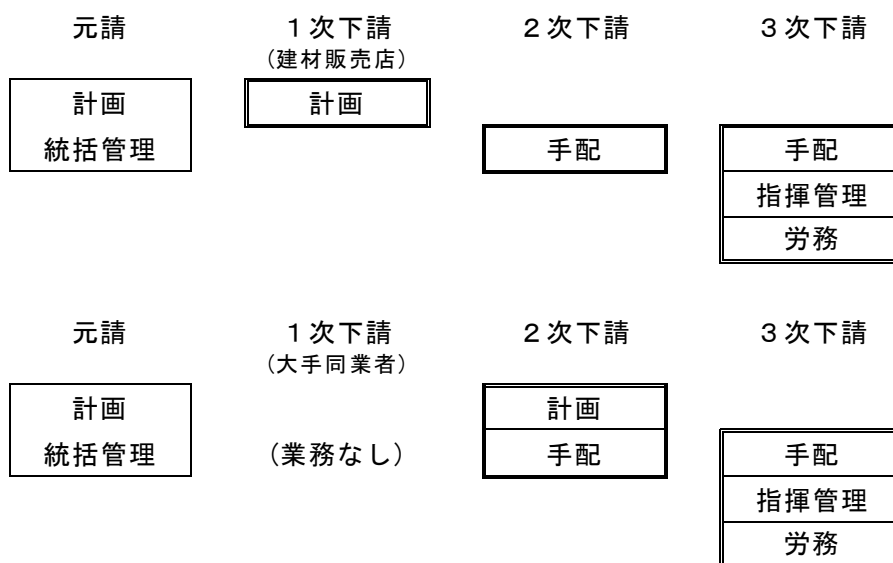 元請 １次下請 ２次下請 ３次下請
（建材販売店）
計画 計画
統括管理 手配 手配
指揮管理
労務
元請 １次下請 ２次下請 ３次下請
（大手同業者）
計画 計画
統括管理 （業務なし） 手配 手配
指揮管理
労務